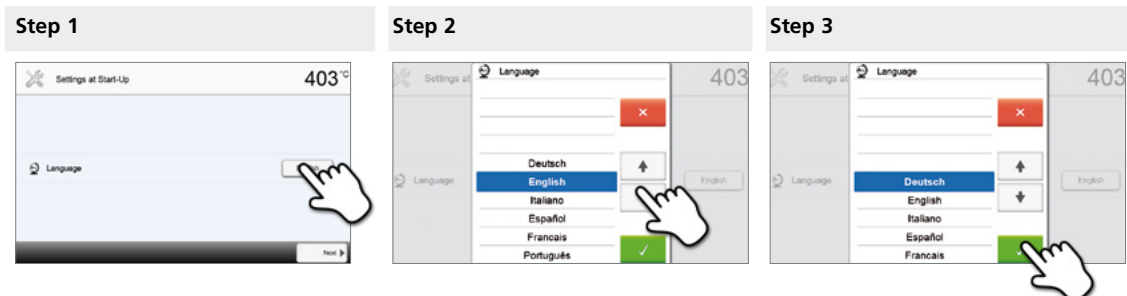 Step 1
Settings at Start-Up
403 °C
Language
Next
Step 2
Settings at
Language
403
Deutsch
Language
English
English
Italiano
Español
Francais
Português
Step 3
Settings at
Language
403
Language
Deutsch
English
English
Italiano
Español
Francais